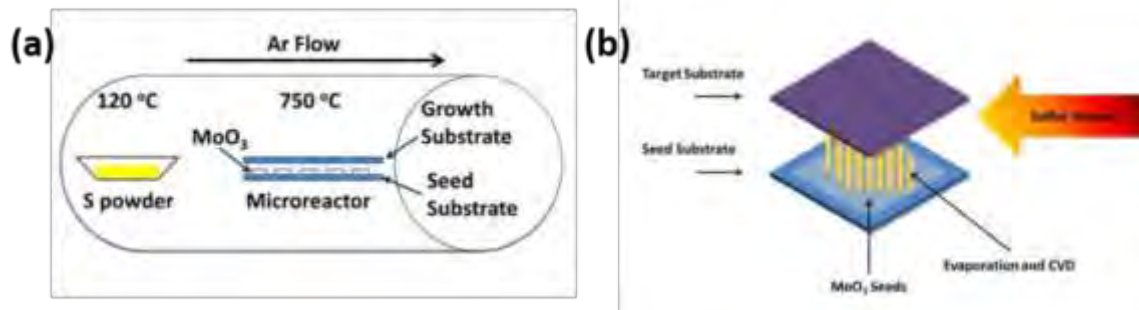 (a)
Ar Flow
120 °C
750 °C
Growth
Substrate
MoO₃
S powder
Microreactor
Seed
Substrate
(b)
Target Substrate
Seed Substrate
Sulfur
Evaporation and CVD
MoO₃ Seeds